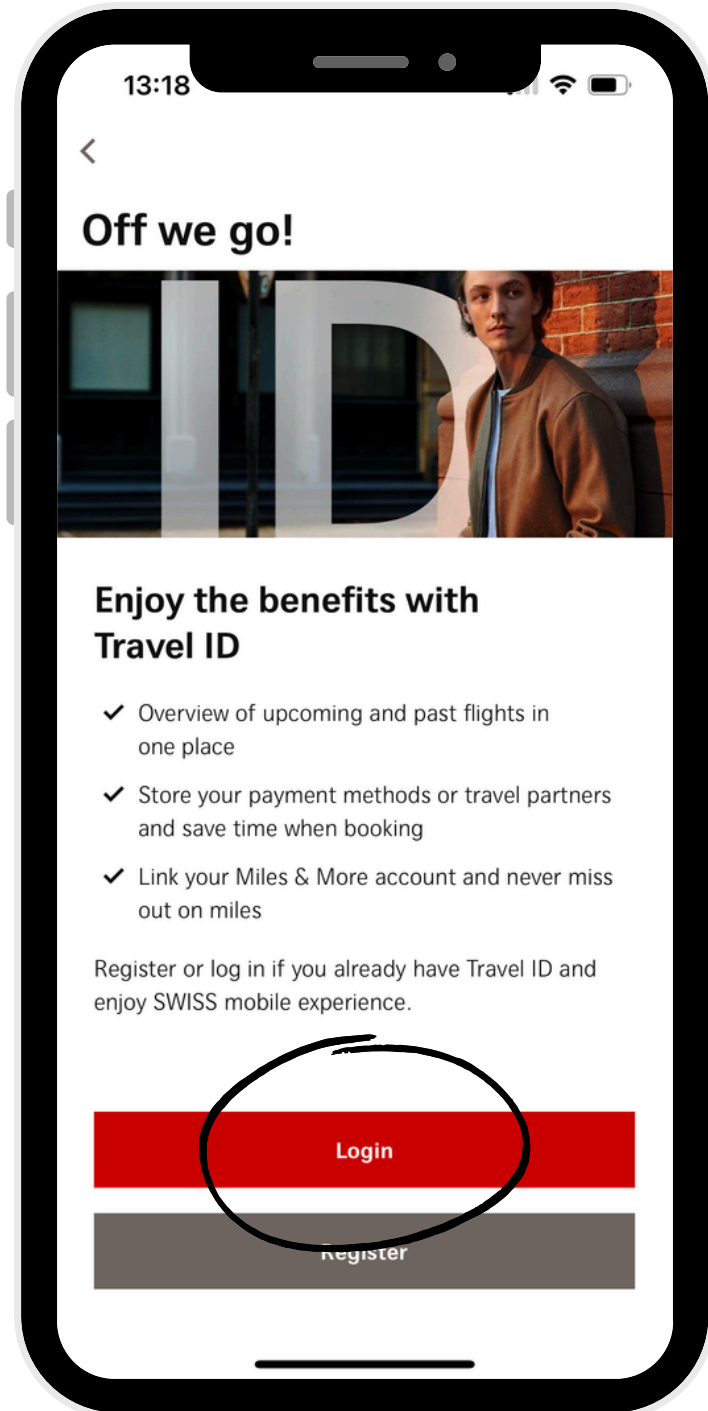 13:18
Off we go!
ID
Enjoy the benefits with
Travel ID
Overview of upcoming and past flights in
one place
Store your payment methods or travel partners
and save time when booking
Link your Miles & More account and never miss
out on miles
Register or log in if you already have Travel ID and
enjoy SWISS mobile experience.
Login
Register